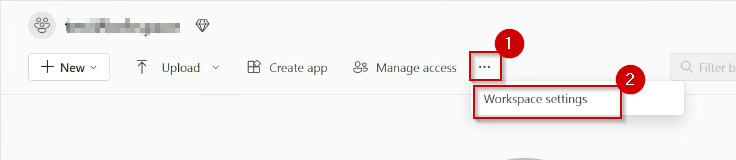 New
Upload
Create app
Manage access
...
1
Filter b
Workspace settings
2